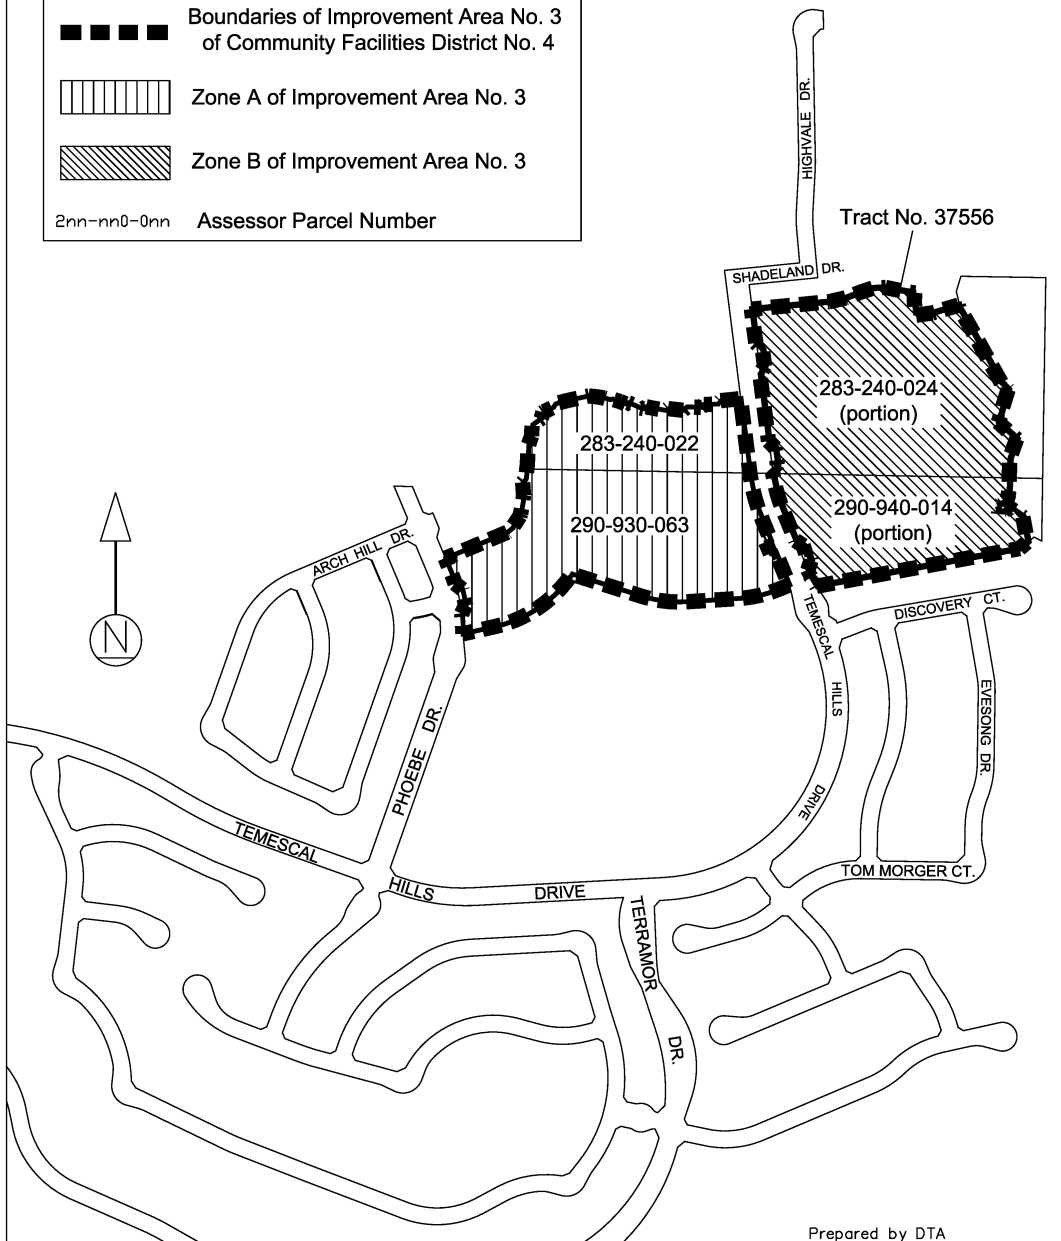 Boundaries of Improvement Area No. 3
of Community Facilities District No. 4
Zone A of Improvement Area No. 3
Zone B of Improvement Area No. 3
2nn-nn0-0nn Assessor Parcel Number
HIGHVALE DR.
Tract No. 37556
SHADELAND DR.
283-240-024
(portion)
283-240-022
290-940-014
(portion)
290-930-063
ARCH HILL DR.
N
DISCOVERY CT.
TEMESCAL HILLS DRIVE
EVESONG DR.
PHOEBE DR.
TEMESCAL HILLS DRIVE
TOM MORGER CT.
TERRAMOR DR.
Prepared by DTA